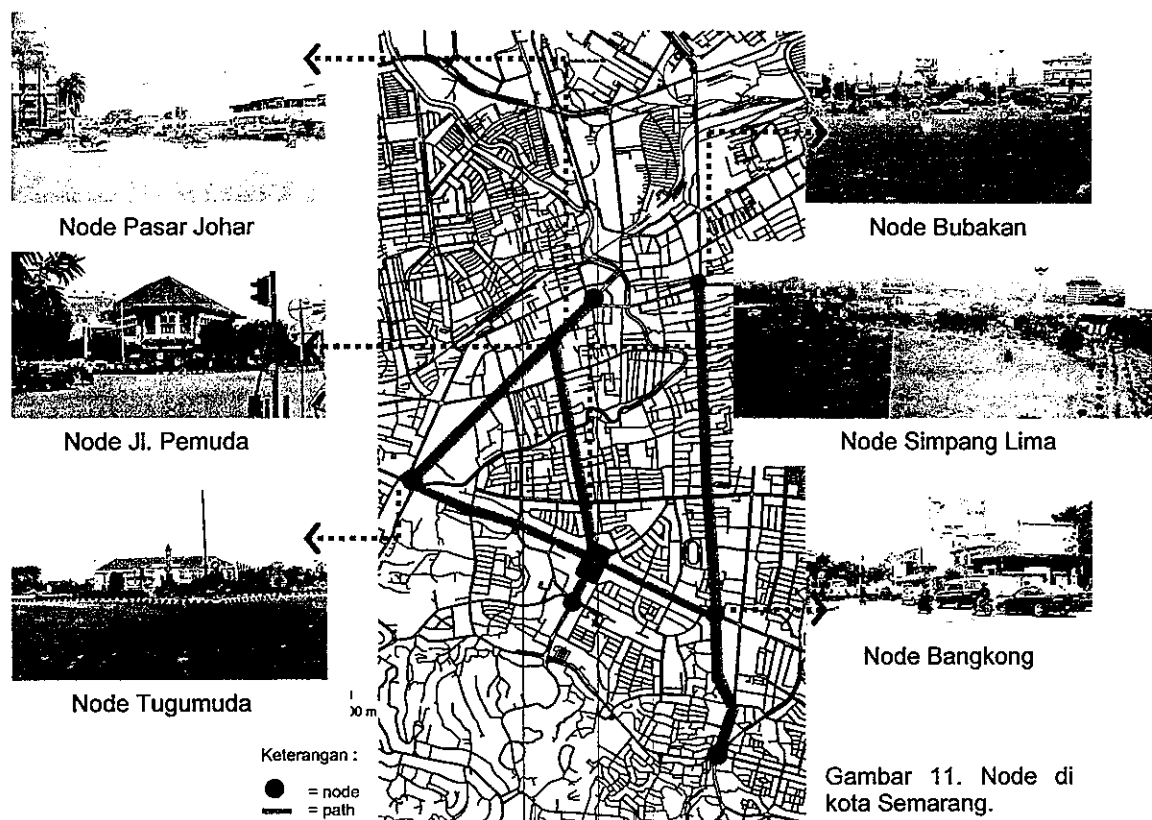 Node Pasar Johar
Node Bubakan
Node Jl. Pemuda
Node Simpang Lima
Node Tugumuda
Node Bangkong
00 m
Keterangan :
= node
= path
Gambar 11. Node di
kota Semarang.